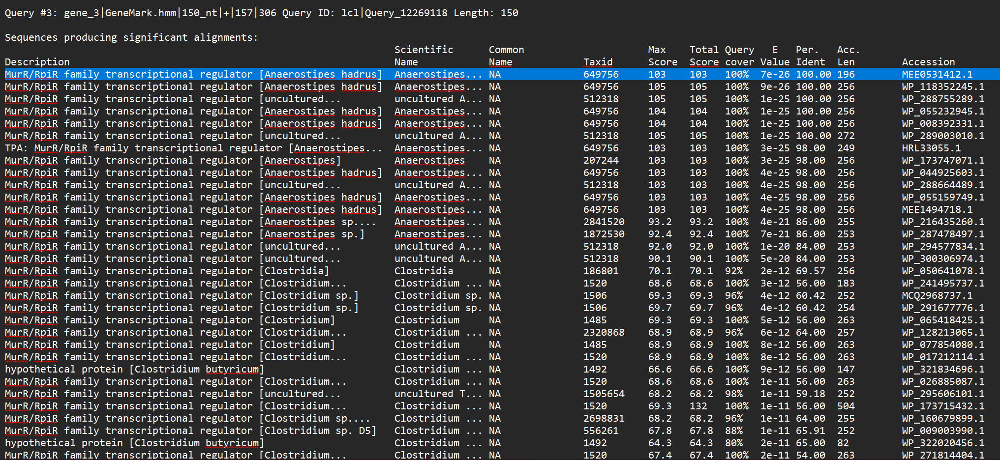 Query #3: gene_3|GeneMark.hmm|150_nt|+|157|306 Query ID: lcl|Query_12269118 Length: 150
Sequences producing significant alignments:
Scientific Common Max Total Query E Per. Acc.
Description Name Name Taxid Score Score cover Value Ident Len Accession
MurR/RpiR family transcriptional regulator [Anaerostipes hadrus] Anaerostipes... NA 649756 103 103 100% 7e-26 100.00 196 MEE0531412.1
MurR/RpiR family transcriptional regulator [Anaerostipes hadrus] Anaerostipes... NA 649756 105 105 100% 9e-26 100.00 256 WP_118352245.1
MurR/RpiR family transcriptional regulator [uncultured... uncultured A... NA 512318 105 105 100% 1e-25 100.00 256 WP_288755289.1
MurR/RpiR family transcriptional regulator [Anaerostipes hadrus] Anaerostipes... NA 649756 104 104 100% 1e-25 100.00 256 WP_055232945.1
MurR/RpiR family transcriptional regulator [Anaerostipes hadrus] Anaerostipes... NA 649756 104 104 100% 1e-25 100.00 256 WP_008392331.1
MurR/RpiR family transcriptional regulator [uncultured... uncultured A... NA 512318 105 105 100% 1e-25 100.00 272 WP_289003010.1
TPA: MurR/RpiR family transcriptional regulator [Anaerostipes... Anaerostipes... NA 649756 103 103 100% 3e-25 98.00 249 HRL33055.1
MurR/RpiR family transcriptional regulator [Anaerostipes] Anaerostipes NA 207244 103 103 100% 3e-25 98.00 256 WP_173747071.1
MurR/RpiR family transcriptional regulator [Anaerostipes hadrus] Anaerostipes... NA 649756 103 103 100% 4e-25 98.00 256 WP_044925603.1
MurR/RpiR family transcriptional regulator [uncultured... uncultured A... NA 512318 103 103 100% 4e-25 98.00 256 WP_288664489.1
MurR/RpiR family transcriptional regulator [Anaerostipes hadrus] Anaerostipes... NA 649756 103 103 100% 4e-25 98.00 256 WP_055159749.1
MurR/RpiR family transcriptional regulator [Anaerostipes hadrus] Anaerostipes... NA 649756 103 103 100% 4e-25 98.00 256 MEE1494718.1
MurR/RpiR family transcriptional regulator [Anaerostipes sp.... Anaerostipes... NA 2841520 93.2 93.2 100% 4e-21 86.00 255 WP_216435260.1
MurR/RpiR family transcriptional regulator [Anaerostipes sp.] Anaerostipes... NA 1872530 92.4 92.4 100% 7e-21 86.00 253 WP_287478497.1
MurR/RpiR family transcriptional regulator [uncultured... uncultured A... NA 512318 92.0 92.0 100% 1e-20 84.00 253 WP_294577834.1
MurR/RpiR family transcriptional regulator [uncultured... uncultured A... NA 512318 90.1 90.1 100% 5e-20 84.00 253 WP_300306974.1
MurR/RpiR family transcriptional regulator [Clostridia] Clostridia NA 186801 70.1 70.1 92% 2e-12 69.57 256 WP_050641078.1
MurR/RpiR family transcriptional regulator [Clostridium... Clostridium ... NA 1520 68.6 68.6 100% 3e-12 56.00 183 WP_241495737.1
MurR/RpiR family transcriptional regulator [Clostridium sp.] Clostridium sp. NA 1506 69.3 69.3 96% 4e-12 60.42 252 MCQ2968737.1
MurR/RpiR family transcriptional regulator [Clostridium sp.] Clostridium sp. NA 1506 69.7 69.7 96% 4e-12 60.42 254 WP_291677776.1
MurR/RpiR family transcriptional regulator [Clostridium] Clostridium NA 1485 69.3 69.3 100% 5e-12 56.00 263 WP_065418425.1
MurR/RpiR family transcriptional regulator [Clostridium... Clostridium ... NA 2320868 68.9 68.9 96% 6e-12 64.00 257 WP_128213065.1
MurR/RpiR family transcriptional regulator [Clostridium] Clostridium NA 1485 68.9 68.9 100% 8e-12 56.00 263 WP_077854080.1
MurR/RpiR family transcriptional regulator [Clostridium... Clostridium ... NA 1520 68.9 68.9 100% 8e-12 56.00 263 WP_017212114.1
hypothetical protein [Clostridium butyricum] Clostridium ... NA 1492 66.6 66.6 100% 9e-12 56.00 147 WP_321834696.1
MurR/RpiR family transcriptional regulator [Clostridium... Clostridium ... NA 1520 68.6 68.6 100% 1e-11 56.00 263 WP_026885087.1
MurR/RpiR family transcriptional regulator [uncultured... uncultured T... NA 1505654 68.2 68.2 98% 1e-11 59.18 252 WP_295606101.1
MurR/RpiR family transcriptional regulator [Clostridium... Clostridium ... NA 1520 69.3 132 100% 1e-11 56.00 504 WP_173715432.1
MurR/RpiR family transcriptional regulator [Clostridium sp.... Clostridium ... NA 2698831 68.2 68.2 96% 1e-11 64.00 255 WP_160679899.1
MurR/RpiR family transcriptional regulator [Clostridium sp. D5] Clostridium ... NA 556261 67.8 67.8 88% 1e-11 65.91 252 WP_009003990.1
hypothetical protein [Clostridium butyricum] Clostridium ... NA 1492 64.3 64.3 80% 2e-11 65.00 82 WP_322020456.1
MurR/RpiR family transcriptional regulator [Clostridium... Clostridium ... NA 1520 67.4 67.4 100% 2e-11 54.00 263 WP_271814404.1